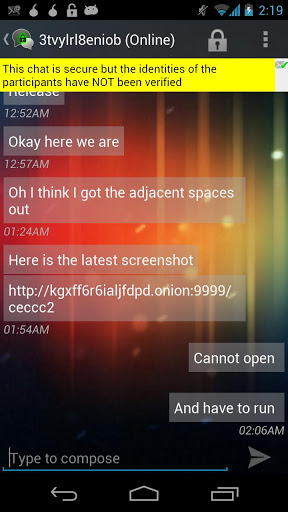 2:19
3tvylrl8eniob (Online)
This chat is secure but the identities of the
participants have NOT been verified
Release
12:52AM
Okay here we are
12:57AM
Oh I think I got the adjacent spaces
out
01:24AM
Here is the latest screenshot
http://kgxff6r6ialjfdpd.onion:9999/
ceccc2
01:54AM
Cannot open
And have to run
02:06AM
Type to compose